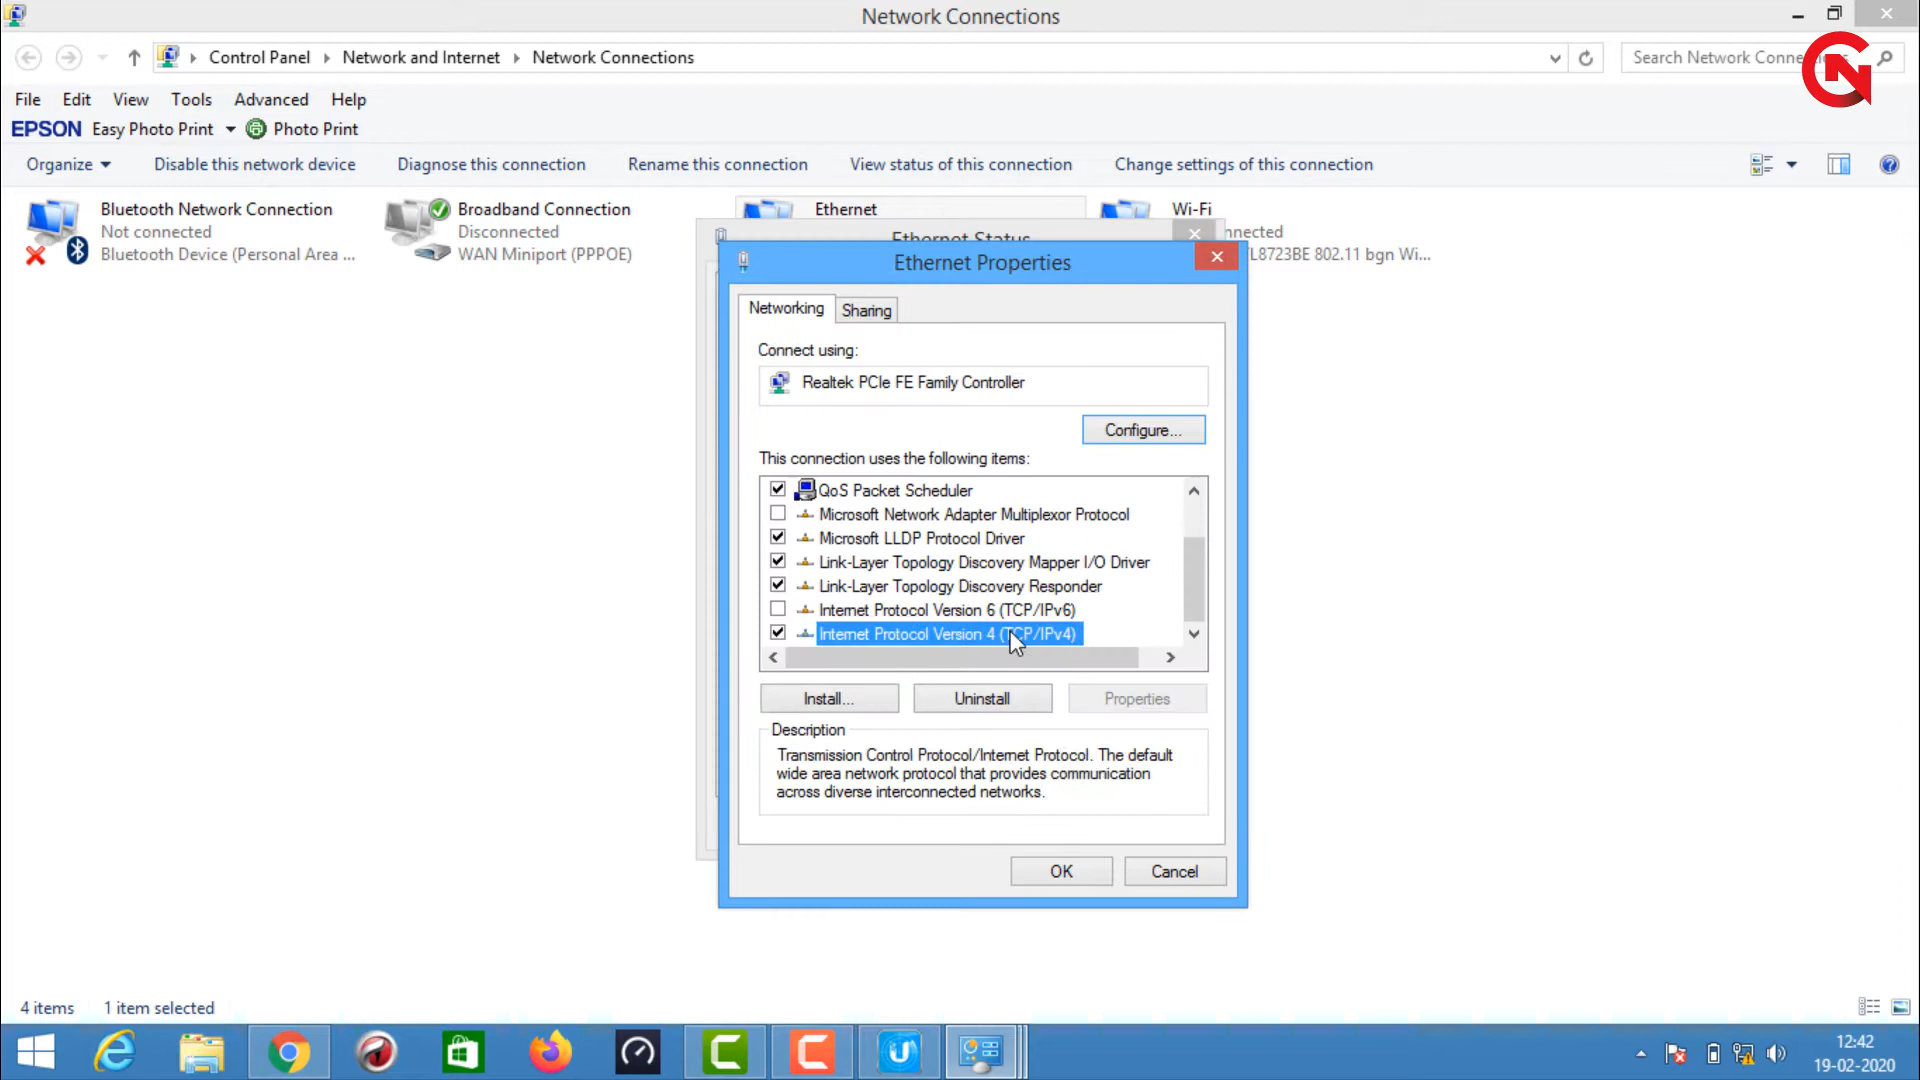 Network Connections
Control Panel
Network and Internet
Network Connections
Search Network Conne
File Edit View Tools Advanced Help
EPSON Easy Photo Print Photo Print
Organize Disable this network device Diagnose this connection Rename this connection View status of this connection Change settings of this connection
Bluetooth Network Connection
Not connected
Bluetooth Device (Personal Area ...
Broadband Connection
Disconnected
WAN Miniport (PPPOE)
Ethernet
Wi-Fi
nnected
L8723BE 802.11 bgn Wi...
Ethernet Status
Ethernet Properties
Networking Sharing
Connect using:
Realtek PCIe FE Family Controller
Configure...
This connection uses the following items:
QoS Packet Scheduler
Microsoft Network Adapter Multiplexor Protocol
Microsoft LLDP Protocol Driver
Link-Layer Topology Discovery Mapper I/O Driver
Link-Layer Topology Discovery Responder
Internet Protocol Version 6 (TCP/IPv6)
Internet Protocol Version 4 (TCP/IPv4)
Install... Uninstall Properties
Description
Transmission Control Protocol/Internet Protocol. The default
wide area network protocol that provides communication
across diverse interconnected networks.
OK Cancel
4 items 1 item selected
12:42
19-02-2020